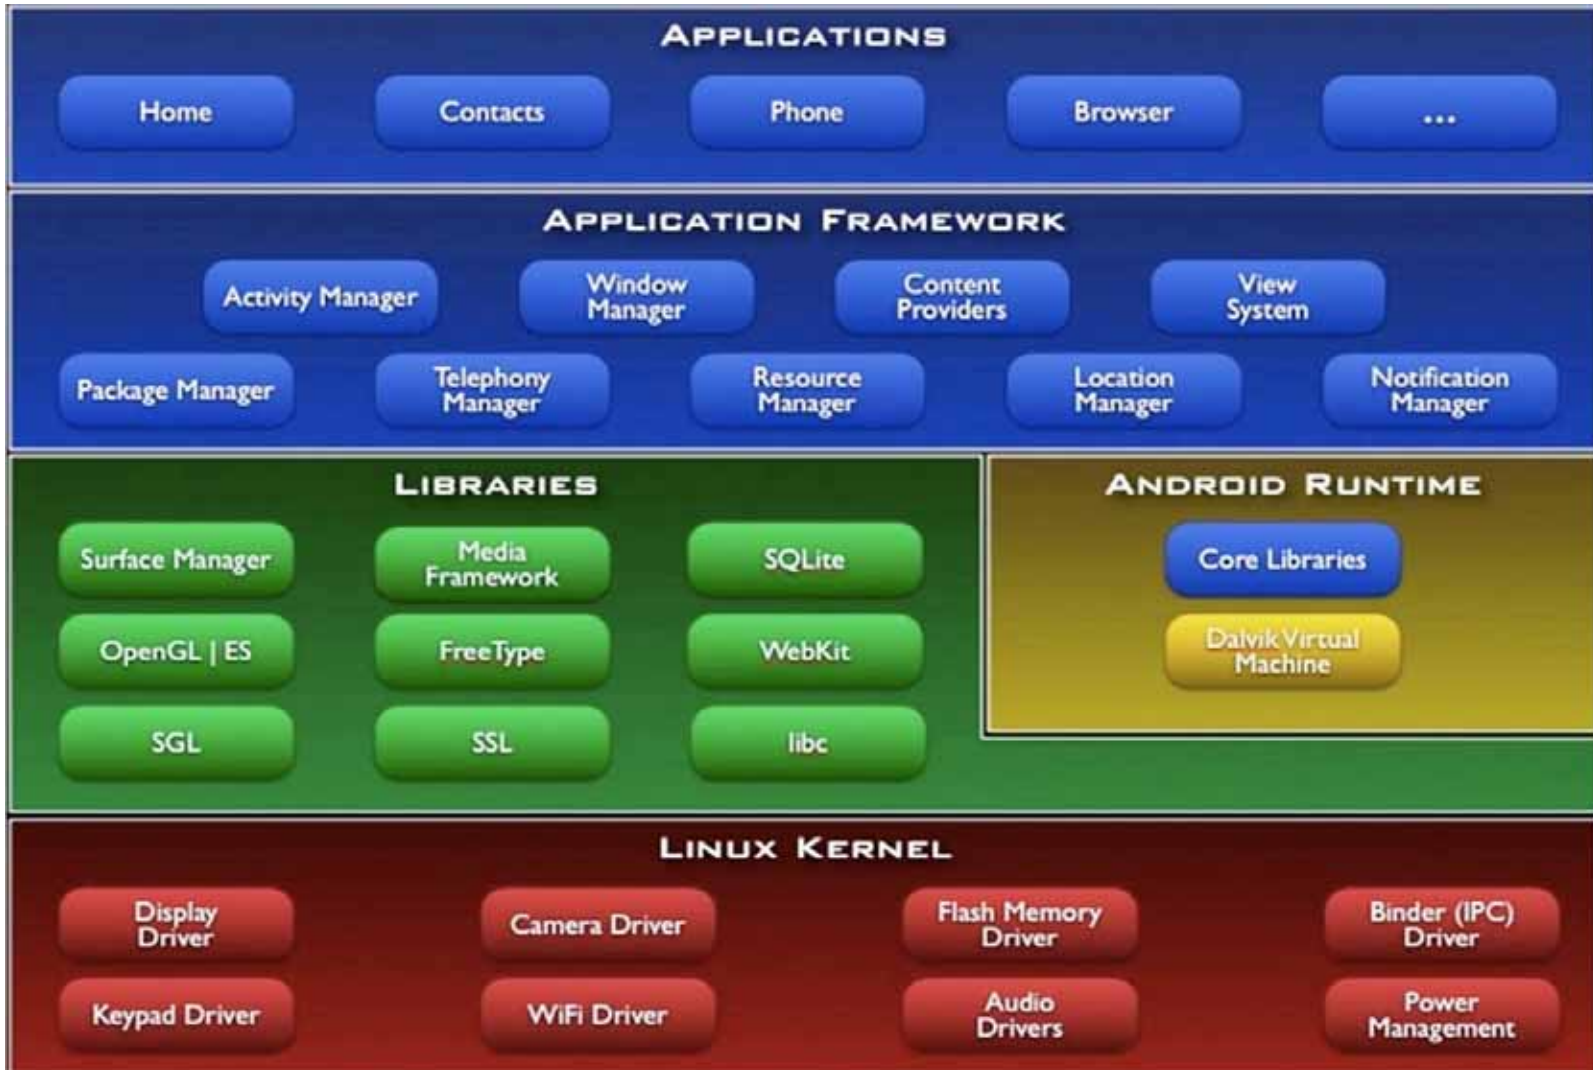 APPLICATIONS
Home
Contacts
Phone
Browser
...
APPLICATION FRAMEWORK
Activity Manager
Window
Manager
Content
Providers
View
System
Package Manager
Telephony
Manager
Resource
Manager
Location
Manager
Notification
Manager
LIBRARIES
Surface Manager
Media
Framework
SQLite
OpenGL | ES
FreeType
WebKit
SGL
SSL
libc
ANDROID RUNTIME
Core Libraries
Dalvik Virtual
Machine
LINUX KERNEL
Display
Driver
Camera Driver
Flash Memory
Driver
Binder (IPC)
Driver
Keypad Driver
WiFi Driver
Audio
Drivers
Power
Management